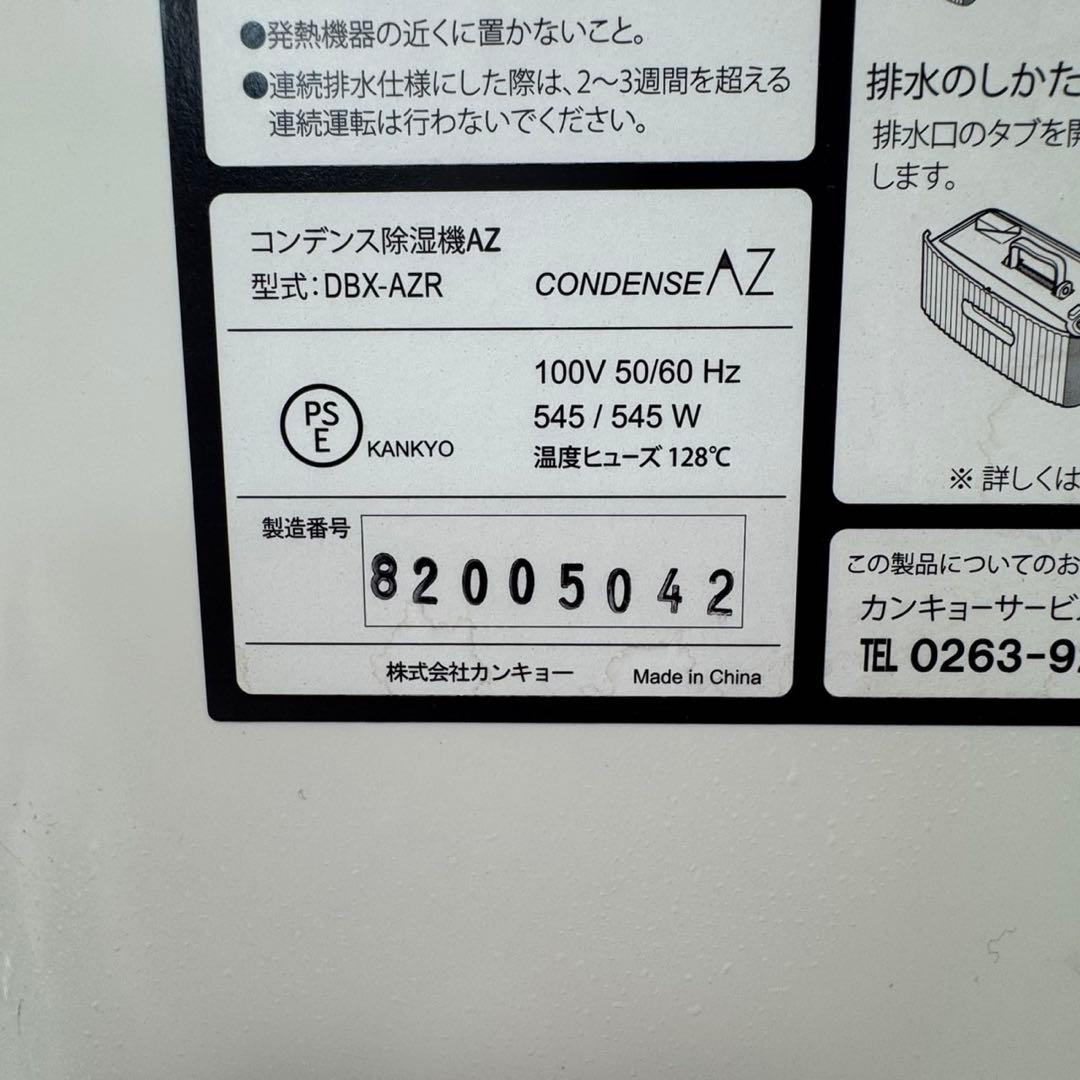 ●発熱機器の近くに置かないこと。
●連続排水仕様にした際は、2〜3週間を超える
連続運転は行わないでください。
コンデンス除湿機AZ
型式:DBX-AZR
CONDENSE AZ
PS
E
KANKYO
100V 50/60 Hz
545 / 545 W
温度ヒューズ 128℃
製造番号
82005042
株式会社カンキョー
Made in China
排水のしかた
排水口のタブを開
します。
※ 詳しくは
この製品についてのお
カンキョーサービ
TEL 0263-9